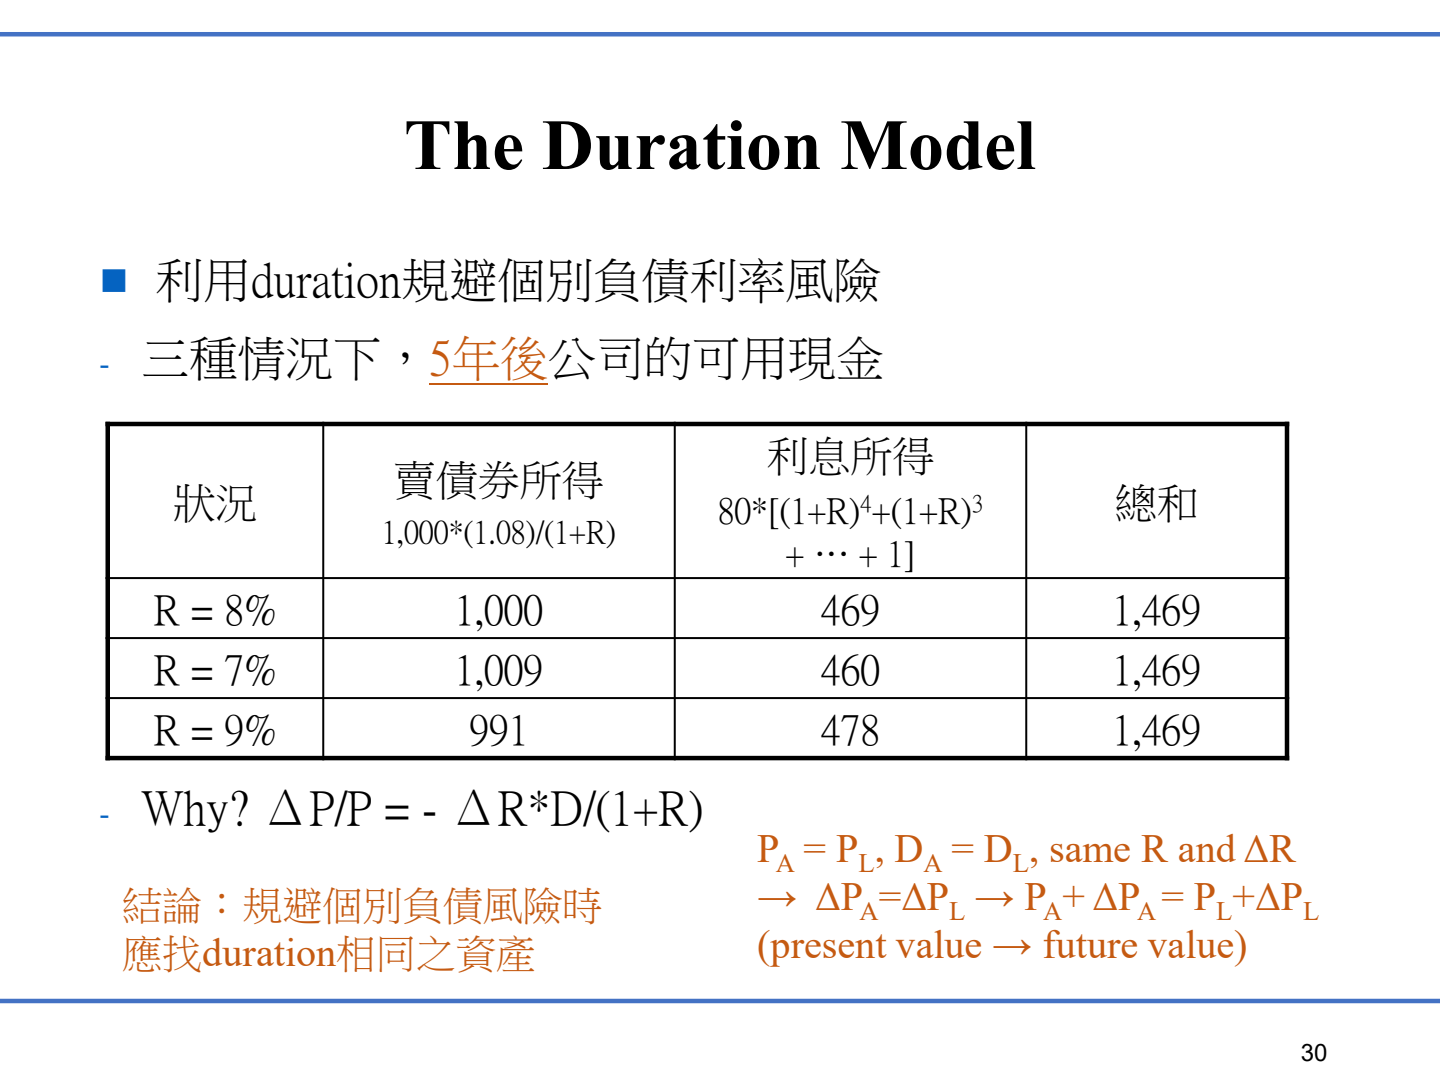 The Duration Model
■ 利用duration規避個別負債利率風險
- 三種情況下，5年後公司的可用現金
狀況
賣債券所得
1,000*(1.08)/(1+R)
利息所得
80*[(1+R)⁴+(1+R)³
+ ⋯ + 1]
總和
R = 8% 1,000 469 1,469
R = 7% 1,009 460 1,469
R = 9% 991 478 1,469
- Why? ΔP/P = - ΔR*D/(1+R)
結論：規避個別負債風險時
應找duration相同之資產
P_A = P_L, D_A = D_L, same R and ΔR
→ ΔP_A=ΔP_L → P_A+ ΔP_A = P_L+ΔP_L
(present value → future value)
30